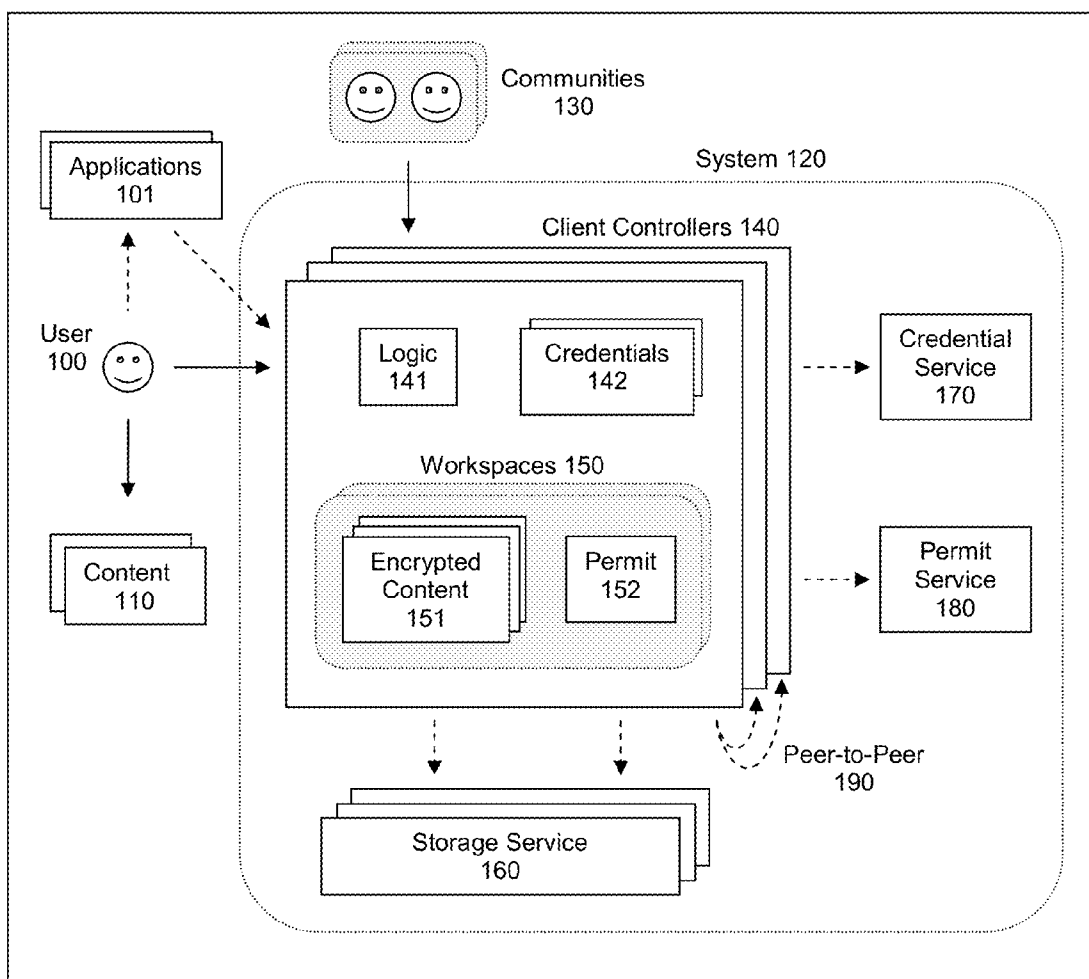 Communities
130
Applications
101
System 120
Client Controllers 140
User
100
Logic
141
Credentials
142
Credential
Service
170
Workspaces 150
Content
110
Encrypted
Content
151
Permit
152
Permit
Service
180
Peer-to-Peer
190
Storage Service
160